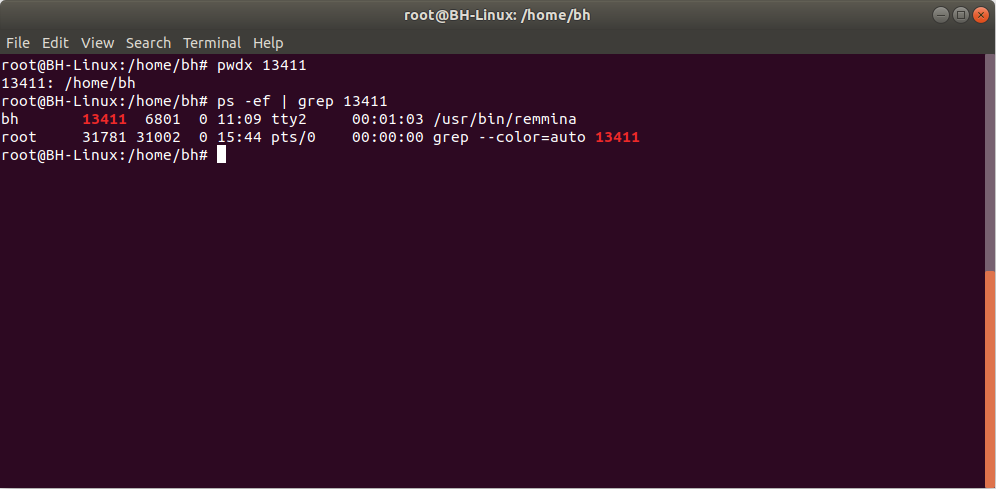 root@BH-Linux: /home/bh
File Edit View Search Terminal Help
root@BH-Linux:/home/bh# pwdx 13411
13411: /home/bh
root@BH-Linux:/home/bh# ps -ef | grep 13411
bh       13411  6801  0 11:09 tty2     00:01:03 /usr/bin/remmina
root     31781 31002  0 15:44 pts/0    00:00:00 grep --color=auto 13411
root@BH-Linux:/home/bh#